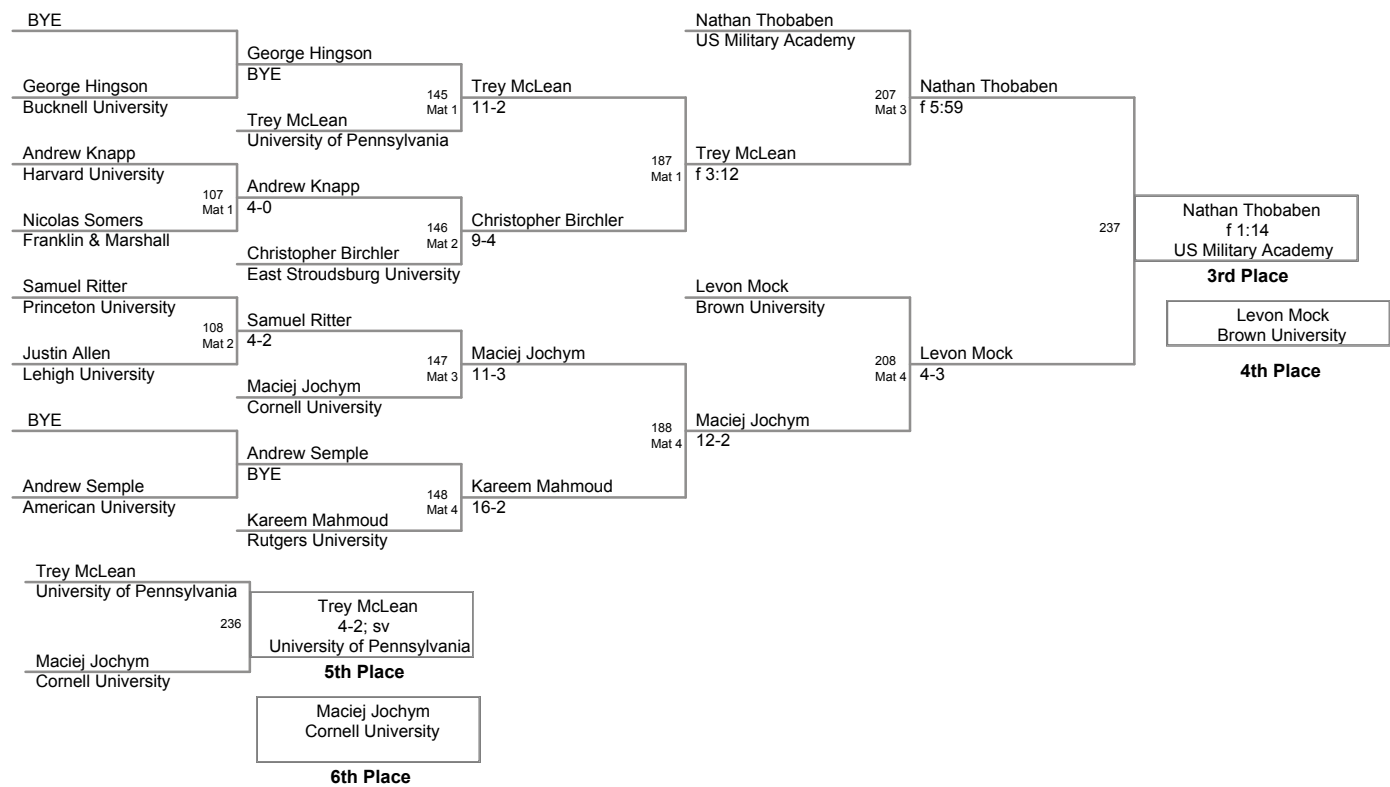 BYE
George Hingson
Bucknell University
Andrew Knapp
Harvard University
Nicolas Somers
Franklin & Marshall
Samuel Ritter
Princeton University
Justin Allen
Lehigh University
BYE
Andrew Semple
American University
107
Mat 1
108
Mat 2
George Hingson
BYE
Trey McLean
University of Pennsylvania
Andrew Knapp
4-0
Christopher Birchler
East Stroudsburg University
Samuel Ritter
4-2
Maciej Jochym
Cornell University
Andrew Semple
BYE
Kareem Mahmoud
Rutgers University
145
Mat 1
146
Mat 2
147
Mat 3
148
Mat 4
Trey McLean
11-2
Christopher Birchler
9-4
Maciej Jochym
11-3
Kareem Mahmoud
16-2
187
Mat 1
188
Mat 4
Nathan Thobaben
US Military Academy
Trey McLean
f 3:12
Levon Mock
Brown University
Maciej Jochym
12-2
207
Mat 3
208
Mat 4
Nathan Thobaben
f 5:59
Levon Mock
4-3
237
Nathan Thobaben
f 1:14
US Military Academy
3rd Place
Levon Mock
Brown University
4th Place
Trey McLean
University of Pennsylvania
Maciej Jochym
Cornell University
236
Trey McLean
4-2; sv
University of Pennsylvania
5th Place
Maciej Jochym
Cornell University
6th Place